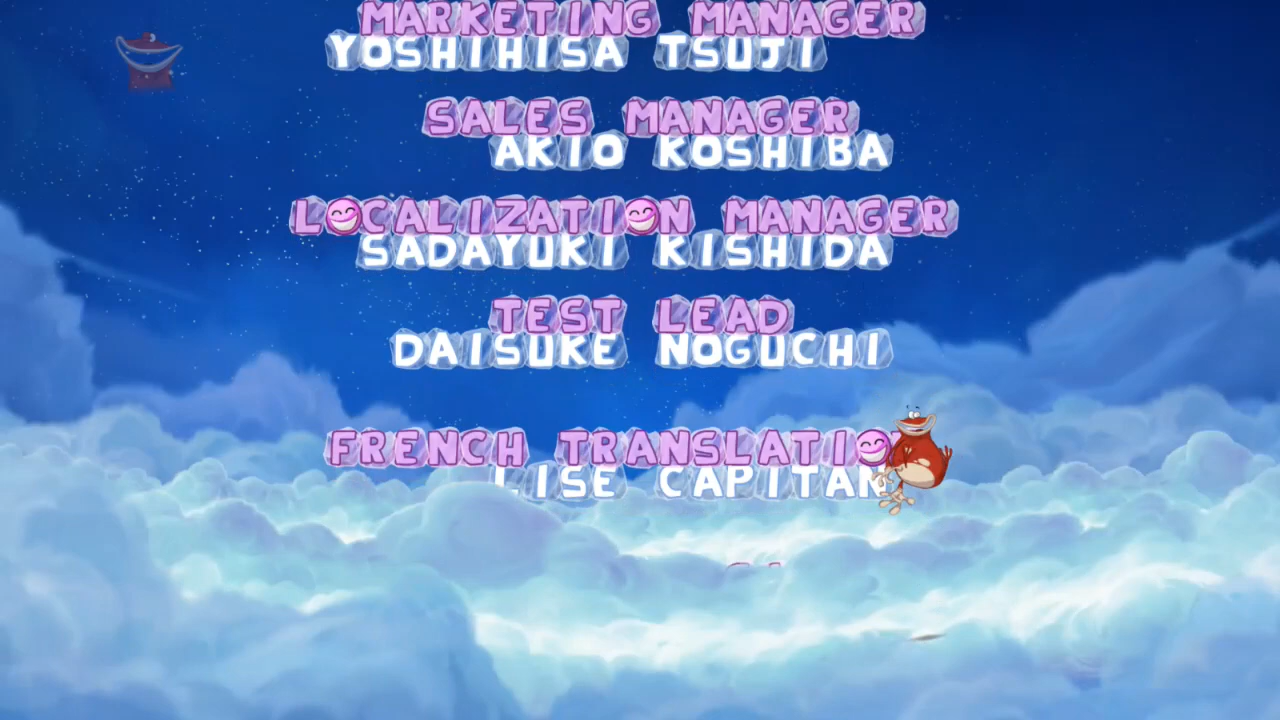 MARKETING MANAGER
YOSHIHISA TSUJI
SALES MANAGER
AKIO KOSHIBA
LOCALIZATION MANAGER
SADAYUKI KISHIDA
TEST LEAD
DAISUKE NOGUCHI
FRENCH TRANSLATION
LISE CAPITAN